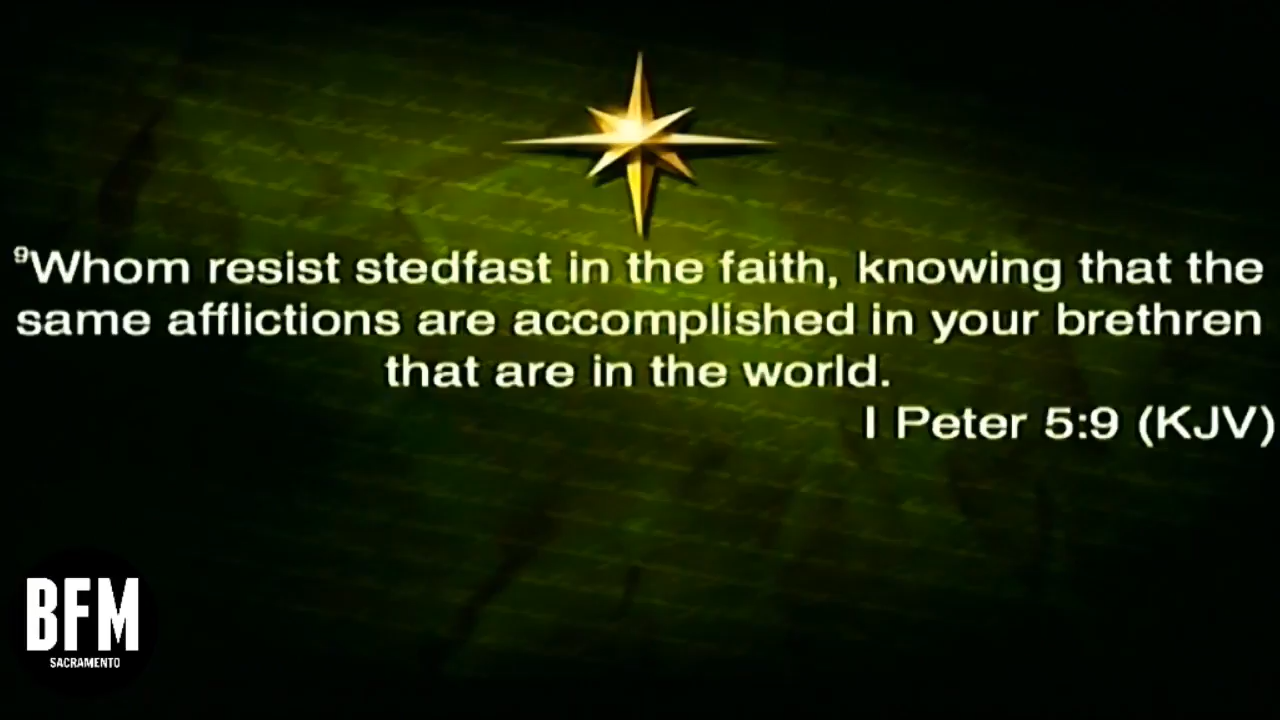 ⁹Whom resist stedfast in the faith, knowing that the
same afflictions are accomplished in your brethren
that are in the world.
I Peter 5:9 (KJV)
BFM
SACRAMENTO